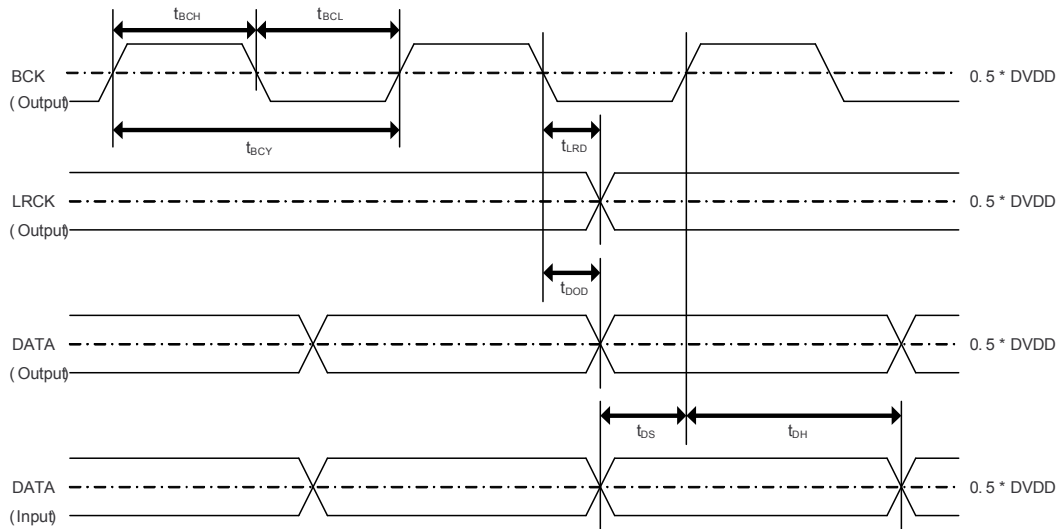 tBCH tBCL
BCK 0. 5 * DVDD
( Output)
tBCY tLRD
LRCK 0. 5 * DVDD
( Output)
tDOD
DATA 0. 5 * DVDD
( Output)
tDS tDH
DATA 0. 5 * DVDD
( Input)